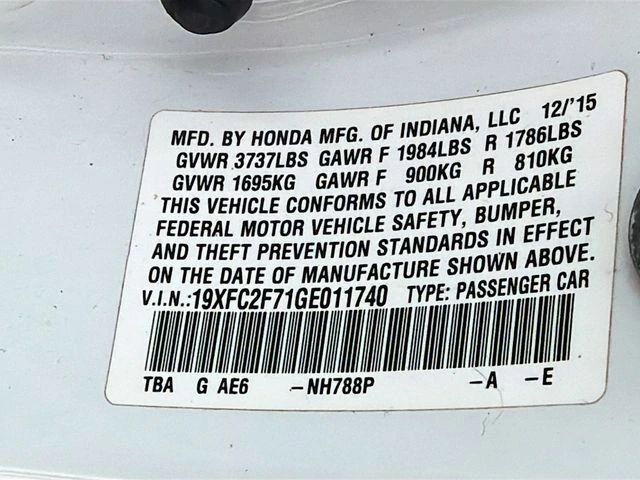 MFD. BY HONDA MFG. OF INDIANA, LLC 12/'15
GVWR 3737LBS GAWR F 1984LBS R 1786LBS
GVWR 1695KG GAWR F 900KG R 810KG
THIS VEHICLE CONFORMS TO ALL APPLICABLE
FEDERAL MOTOR VEHICLE SAFETY, BUMPER,
AND THEFT PREVENTION STANDARDS IN EFFECT
ON THE DATE OF MANUFACTURE SHOWN ABOVE.
V.I.N.:19XFC2F71GE011740 TYPE: PASSENGER CAR
TBA G AE6 -NH788P -A -E